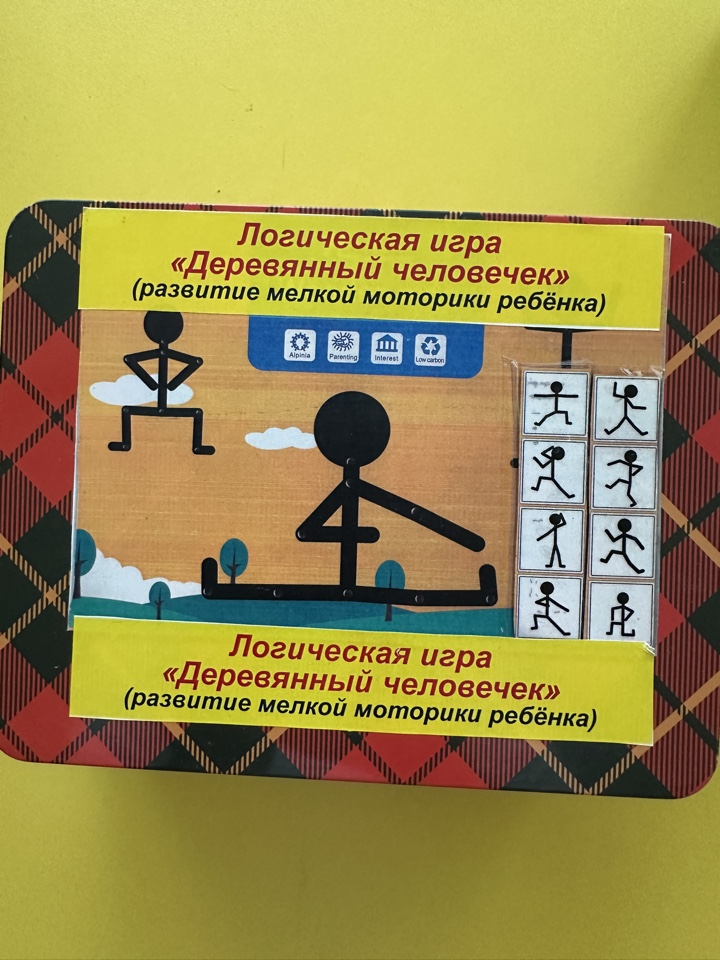 Логическая игра
«Деревянный человечек»
(развитие мелкой моторики ребёнка)
Alpinia Parenting Interest Low carbon
Логическая игра
«Деревянный человечек»
(развитие мелкой моторики ребёнка)